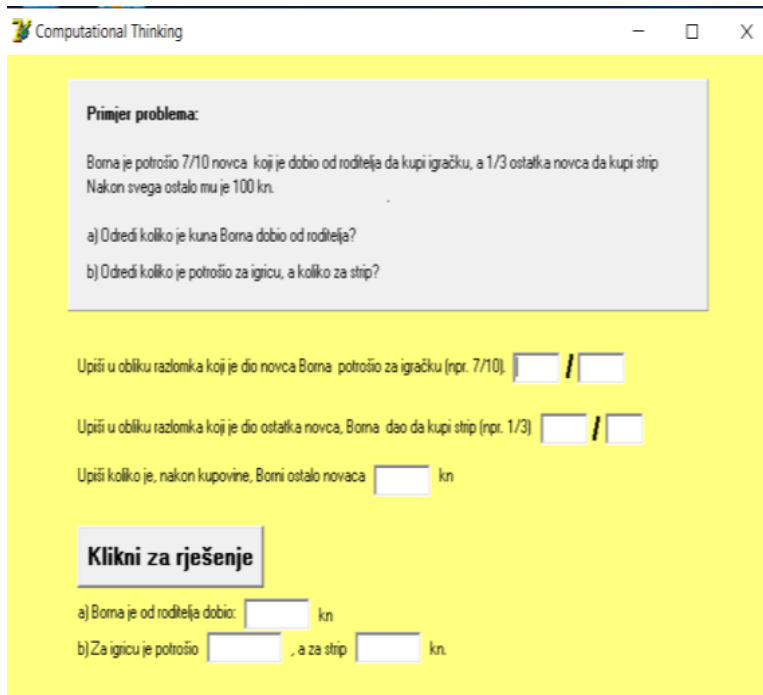 Computational Thinking
Primjer problema:
Borna je potrošio 7/10 novca koji je dobio od roditelja da kupi igračku, a 1/3 ostatka novca da kupi strip
Nakon svega ostalo mu je 100 kn.
a) Odredi koliko je kuna Borna dobio od roditelja?
b) Odredi koliko je potrošio za igricu, a koliko za strip?
Upiši u obliku razlomka koji je dio novca Borna potrošio za igračku (npr. 7/10). /
Upiši u obliku razlomka koji je dio ostatka novca, Borna dao da kupi strip (npr. 1/3) /
Upiši koliko je, nakon kupovine, Borni ostalo novaca kn
Klikni za rješenje
a) Borna je od roditelja dobio: kn
b) Za igricu je potrošio , a za strip kn.